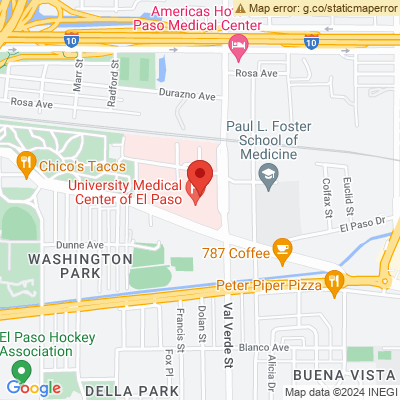 Americas Ho
Paso Medical Center
Map error: g.co/staticmaperror
10
10
Rosa Ave
Marr St
Radford St
Durazno Ave
Rosa Ave
Paul L. Foster
School of
Medicine
Chico's Tacos
University Medical
Center of El Paso
Colfax St
Euclid St
El Paso Dr
Dunne Ave
787 Coffee
WASHINGTON
PARK
Peter Piper Pizza
El Paso Hockey
Association
Francis St
Dolan St
Val Verde St
Fox Pl
Bianco Ave
Alicia Dr
BUENA VISTA
DELLA PARK
Google
Map data ©2024 INEGI